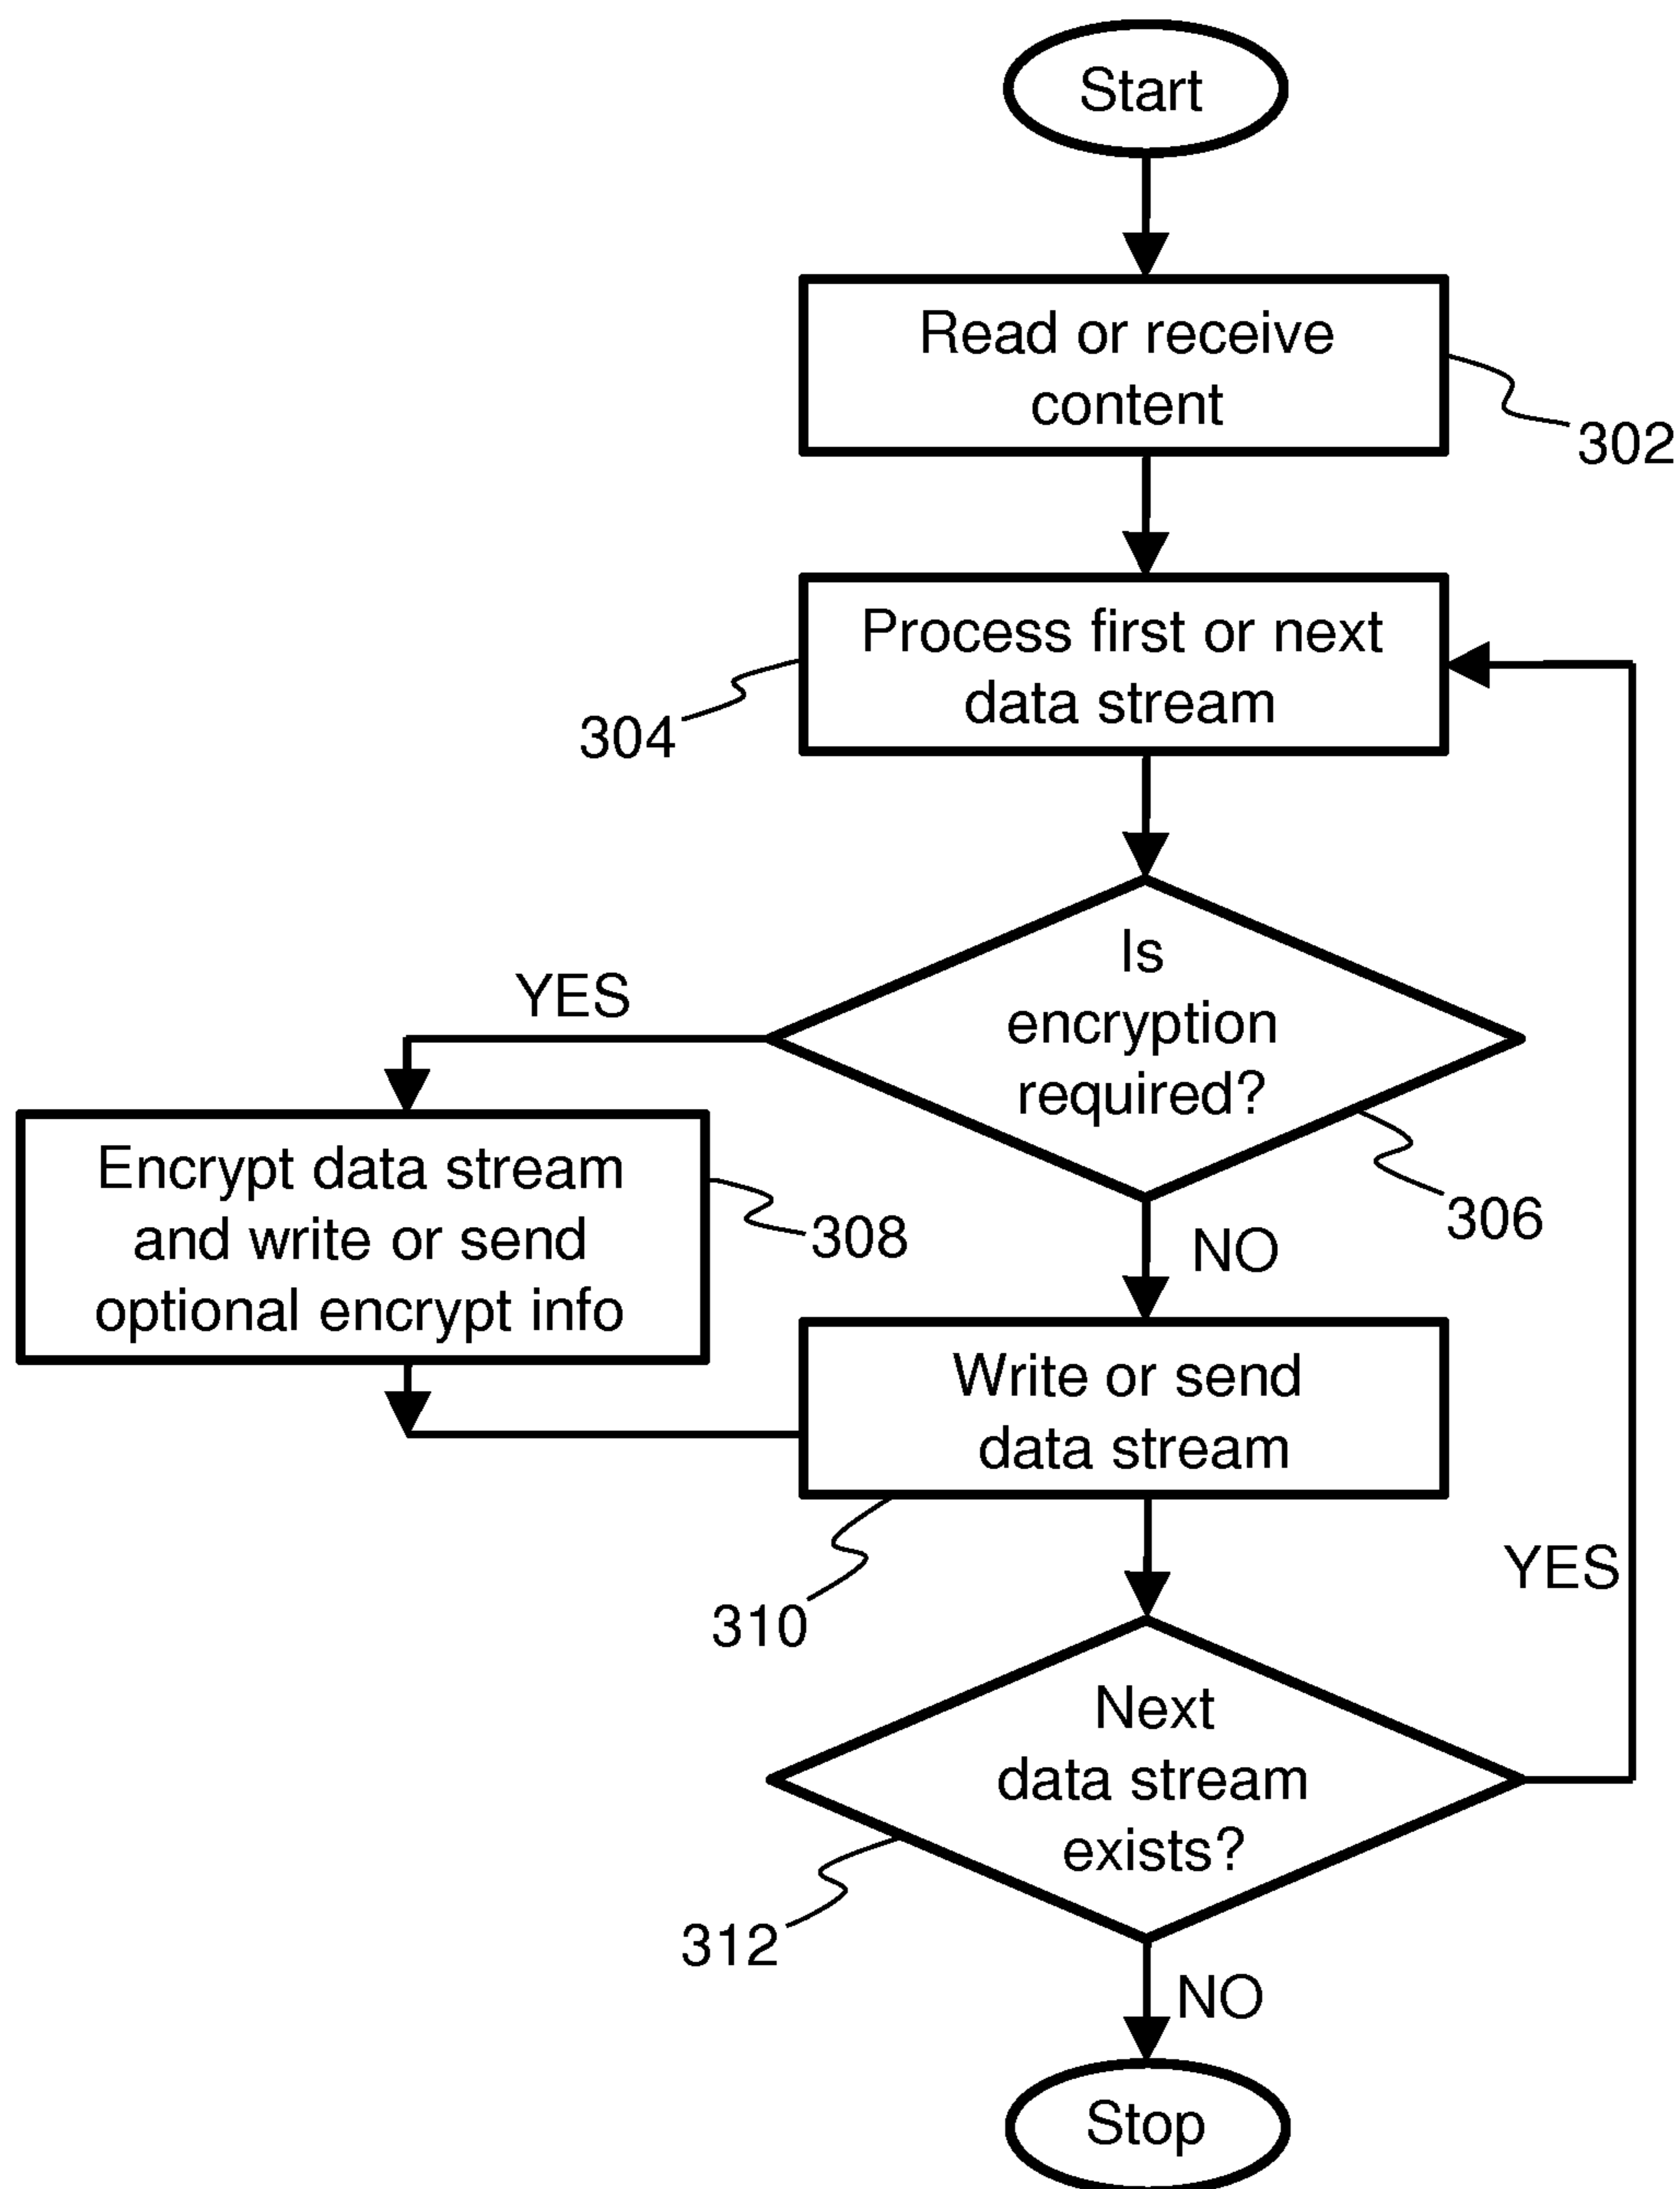 Start
Read or receive
content
302
Process first or next
data stream
304
Is
encryption
required?
YES
306
Encrypt data stream
and write or send
optional encrypt info
308
NO
Write or send
data stream
310
YES
Next
data stream
exists?
312
NO
Stop